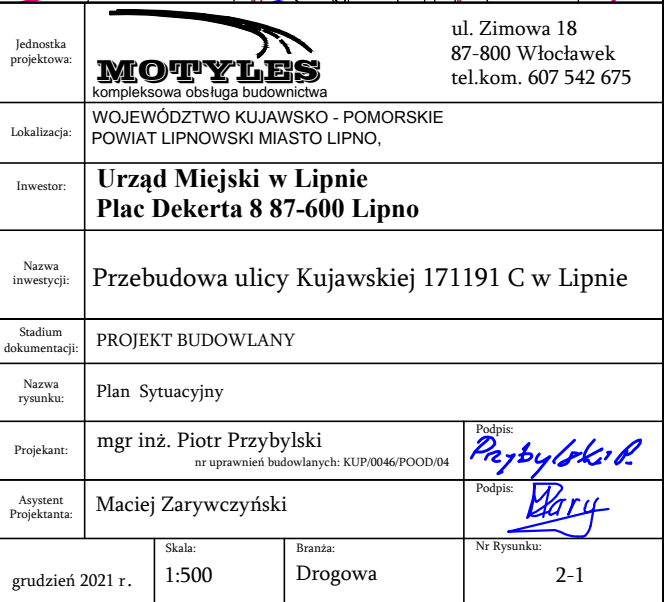 Jednostka
projektowa:
MOTYLES
kompleksowa obsługa budownictwa
ul. Zimowa 18
87-800 Włocławek
tel.kom. 607 542 675
Lokalizacja:
WOJEWÓDZTWO KUJAWSKO - POMORSKIE
POWIAT LIPNOWSKI MIASTO LIPNO,
Inwestor:
Urząd Miejski w Lipnie
Plac Dekerta 8 87-600 Lipno
Nazwa
inwestycji:
Przebudowa ulicy Kujawskiej 171191 C w Lipnie
Stadium
dokumentacji:
PROJEKT BUDOWLANY
Nazwa
rysunku:
Plan Sytuacyjny
Projekant:
mgr inż. Piotr Przybylski
nr uprawnień budowlanych: KUP/0046/POOD/04
Podpis:
Przybylski P.
Asystent
Projektanta:
Maciej Zarywczyński
Podpis:
grudzień 2021 r.
Skala:
1:500
Branża:
Drogowa
Nr Rysunku:
2-1